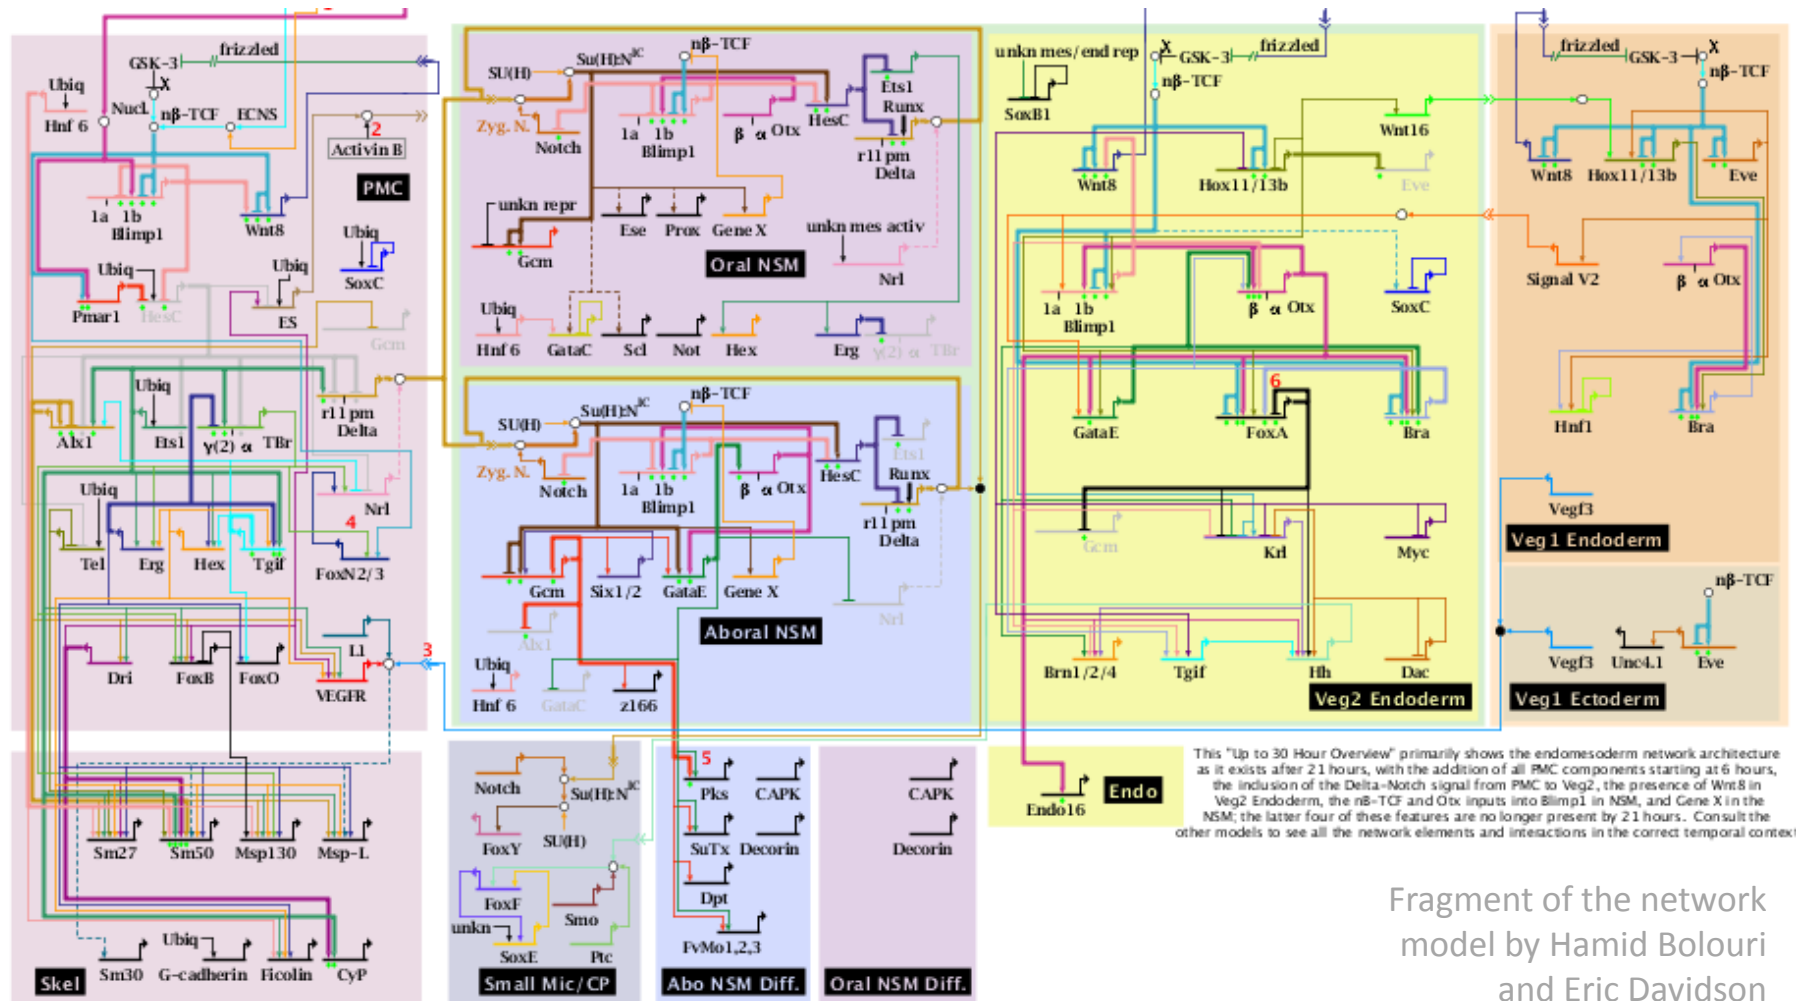 1
frizzled
GSK-3
X
Ubiq
Hnf 6
Nucl.
nβ-TCF
ECNS
2
Activin B
PMC
1a
1b
Blimp1
Wnt8
Ubiq
SoxC
Ubiq
Ubiq
Pmar1
HesC
ES
Gcm
Ubiq
r11 pm
Delta
Alx1
Ets1
γ(2) α
TBr
Ubiq
Nrl
4
Tel
Erg
Hex
Tgif
FoxN2/3
L1
3
Dri
FoxB
FoxO
VEGFR
Sm27
Sm50
Msp130
Msp-L
Ubiq
Sm30
G-cadherin
Ficolin
CyP
Skel
nβ-TCF
Su(H):N^IC
SU(H)
Ets1
Runx
Zyg. N.
Notch
1a
1b
Blimp1
β α Otx
HesC
r11 pm
Delta
unkn repr
Gcm
Ese
Prox
Gene X
unkn mes activ
Nrl
Oral NSM
Ubiq
Hnf 6
GataC
Scl
Not
Hex
Erg
γ(2) α
TBr
nβ-TCF
Su(H):N^IC
SU(H)
Ets1
Zyg. N.
Notch
1a
1b
Blimp1
β α Otx
HesC
Runx
r11 pm
Delta
Gcm
Six1/2
GataE
Gene X
Nrl
Alx1
Aboral NSM
Ubiq
Hnf 6
GataC
z166
Notch
Su(H):N^IC
FoxY
SU(H)
FoxF
Smo
unkn
SoxE
Ptc
Small Mic/CP
5
Pks
CAPK
SuTx
Decorin
Dpt
FvMo1,2,3
Abo NSM Diff.
CAPK
Decorin
Oral NSM Diff.
unkn mes/end rep
X
GSK-3
frizzled
nβ-TCF
SoxB1
Wnt16
Wnt8
Hox11/13b
Eve
1a
1b
Blimp1
β α Otx
SoxC
6
GataE
FoxA
Bra
Gcm
Krl
Myc
Brn1/2/4
Tgif
Hh
Dac
Veg2 Endoderm
Endo16
Endo
frizzled
GSK-3
X
nβ-TCF
Wnt8
Hox11/13b
Eve
Signal V2
β α Otx
Hnf1
Bra
Vegf3
Veg1 Endoderm
nβ-TCF
Vegf3
Unc4.1
Eve
Veg1 Ectoderm
This "Up to 30 Hour Overview" primarily shows the endomesoderm network architecture
as it exists after 21 hours, with the addition of all PMC components starting at 6 hours,
the inclusion of the Delta-Notch signal from PMC to Veg2, the presence of Wnt8 in
Veg2 Endoderm, the nB-TCF and Otx inputs into Blimp1 in NSM, and Gene X in the
NSM; the latter four of these features are no longer present by 21 hours. Consult the
other models to see all the network elements and interactions in the correct temporal context
Fragment of the network
model by Hamid Bolouri
and Eric Davidson